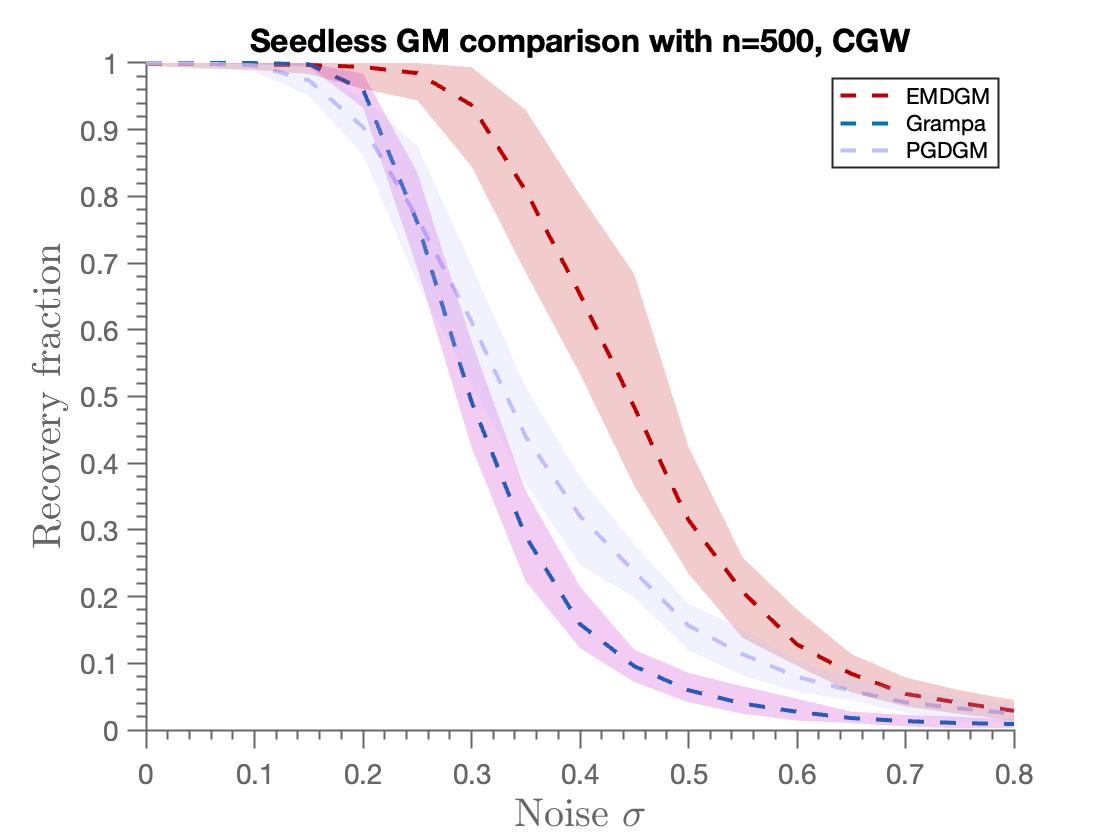 Seedless GM comparison with n=500, CGW
EMDGM
Grampa
PGDGM
Recovery fraction
1
0.9
0.8
0.7
0.6
0.5
0.4
0.3
0.2
0.1
0
0 0.1 0.2 0.3 0.4 0.5 0.6 0.7 0.8
Noise σ